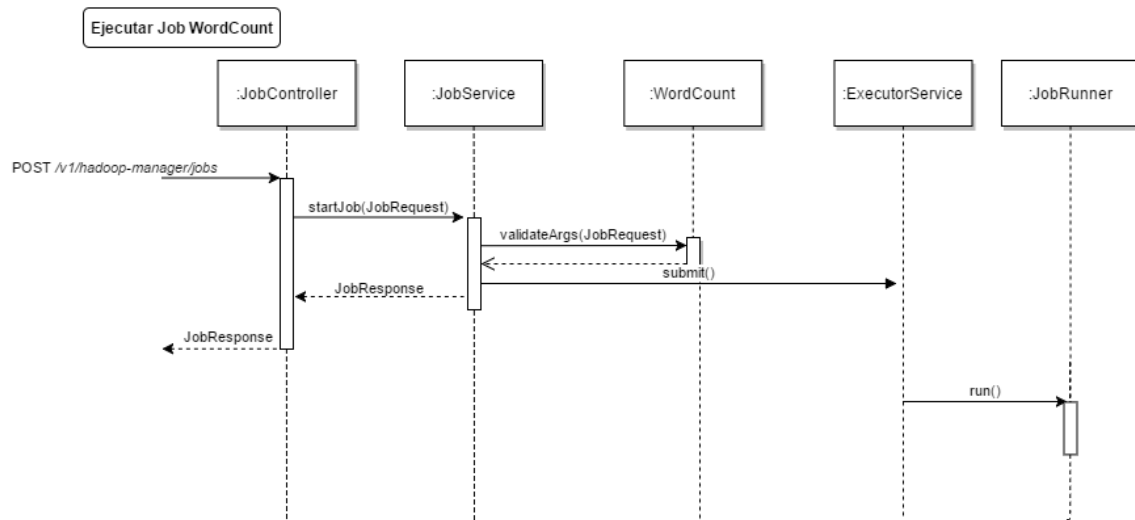 Ejecutar Job WordCount
:JobController
:JobService
:WordCount
:ExecutorService
:JobRunner
POST /v1/hadoop-manager/jobs
startJob(JobRequest)
validateArgs(JobRequest)
submit()
JobResponse
JobResponse
run()